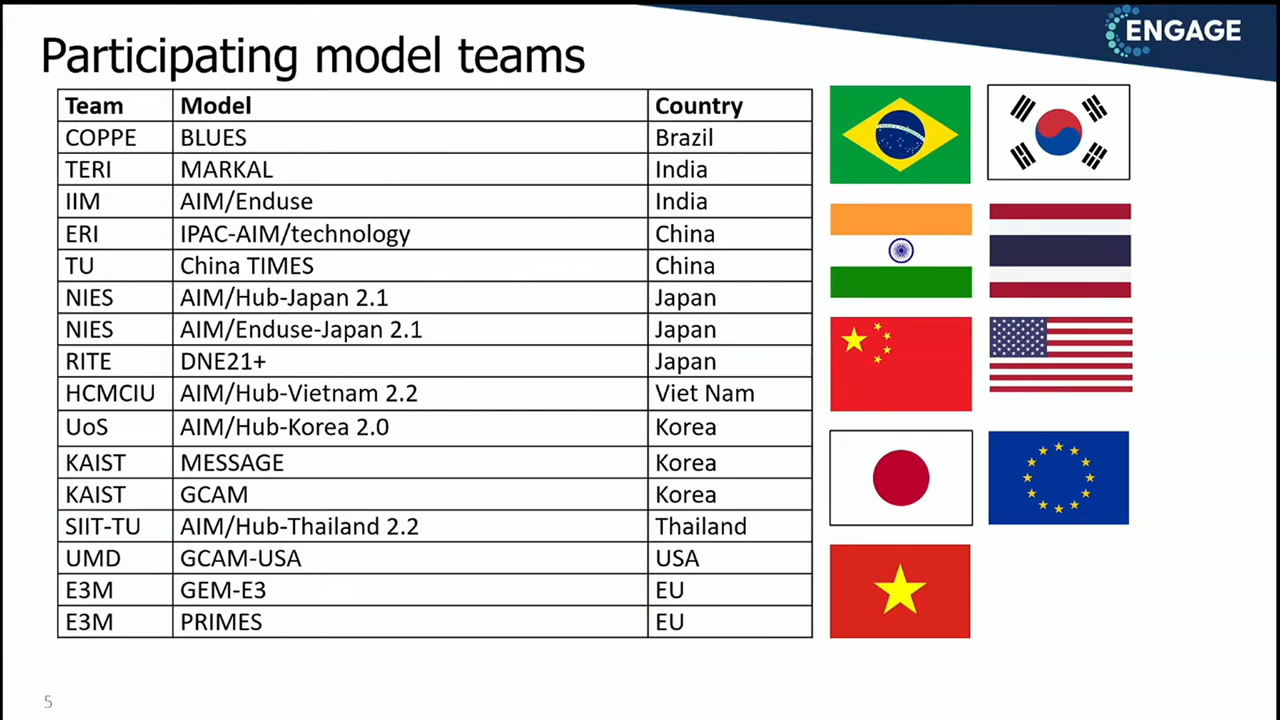 ENGAGE
Participating model teams
Team Model Country
COPPE BLUES Brazil
TERI MARKAL India
IIM AIM/Enduse India
ERI IPAC-AIM/technology China
TU China TIMES China
NIES AIM/Hub-Japan 2.1 Japan
NIES AIM/Enduse-Japan 2.1 Japan
RITE DNE21+ Japan
HCMCIU AIM/Hub-Vietnam 2.2 Viet Nam
UoS AIM/Hub-Korea 2.0 Korea
KAIST MESSAGE Korea
KAIST GCAM Korea
SIIT-TU AIM/Hub-Thailand 2.2 Thailand
UMD GCAM-USA USA
E3M GEM-E3 EU
E3M PRIMES EU
5